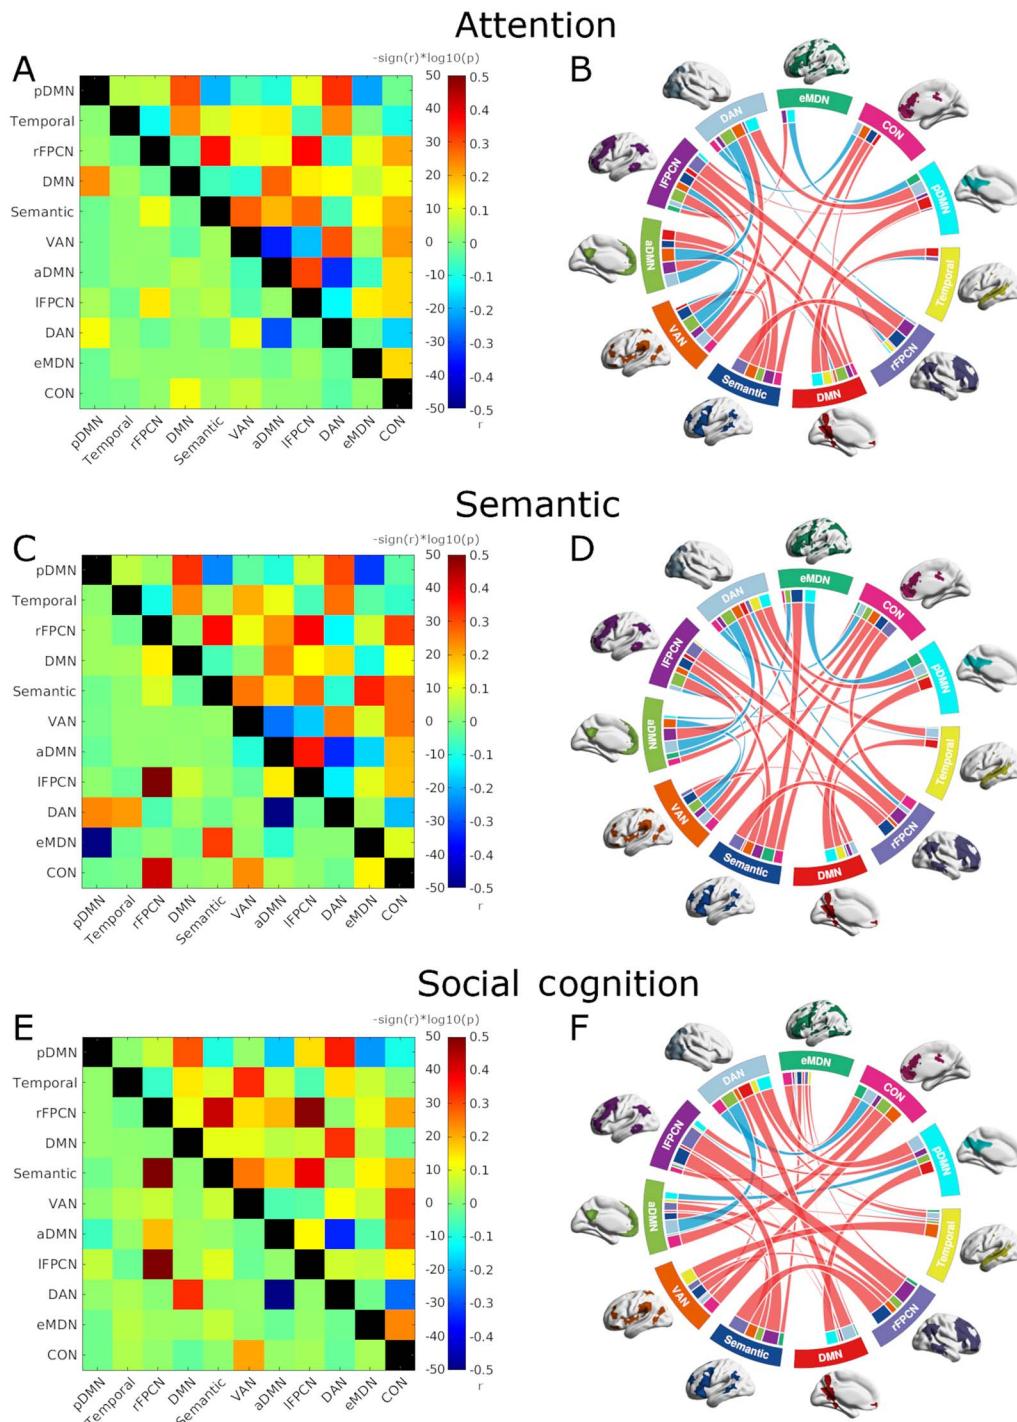 Attention
A
-sign(r)*log10(p)
pDMN
Temporal
rFPCN
DMN
Semantic
VAN
aDMN
lFPCN
DAN
eMDN
CON
50 0.5
40 0.4
30 0.3
20 0.2
10 0.1
0 0
-10 -0.1
-20 -0.2
-30 -0.3
-40 -0.4
-50 -0.5
r
pDMN Temporal rFPCN DMN Semantic VAN aDMN lFPCN DAN eMDN CON
B
DAN
eMDN
CON
pDMN
Temporal
rFPCN
DMN
Semantic
VAN
aDMN
lFPCN
Semantic
C
-sign(r)*log10(p)
pDMN
Temporal
rFPCN
DMN
Semantic
VAN
aDMN
lFPCN
DAN
eMDN
CON
50 0.5
40 0.4
30 0.3
20 0.2
10 0.1
0 0
-10 -0.1
-20 -0.2
-30 -0.3
-40 -0.4
-50 -0.5
r
pDMN Temporal rFPCN DMN Semantic VAN aDMN lFPCN DAN eMDN CON
D
DAN
eMDN
CON
pDMN
Temporal
rFPCN
DMN
Semantic
VAN
aDMN
lFPCN
Social cognition
E
-sign(r)*log10(p)
pDMN
Temporal
rFPCN
DMN
Semantic
VAN
aDMN
lFPCN
DAN
eMDN
CON
50 0.5
40 0.4
30 0.3
20 0.2
10 0.1
0 0
-10 -0.1
-20 -0.2
-30 -0.3
-40 -0.4
-50 -0.5
r
pDMN Temporal rFPCN DMN Semantic VAN aDMN lFPCN DAN eMDN CON
F
DAN
eMDN
CON
pDMN
Temporal
rFPCN
DMN
Semantic
VAN
aDMN
lFPCN